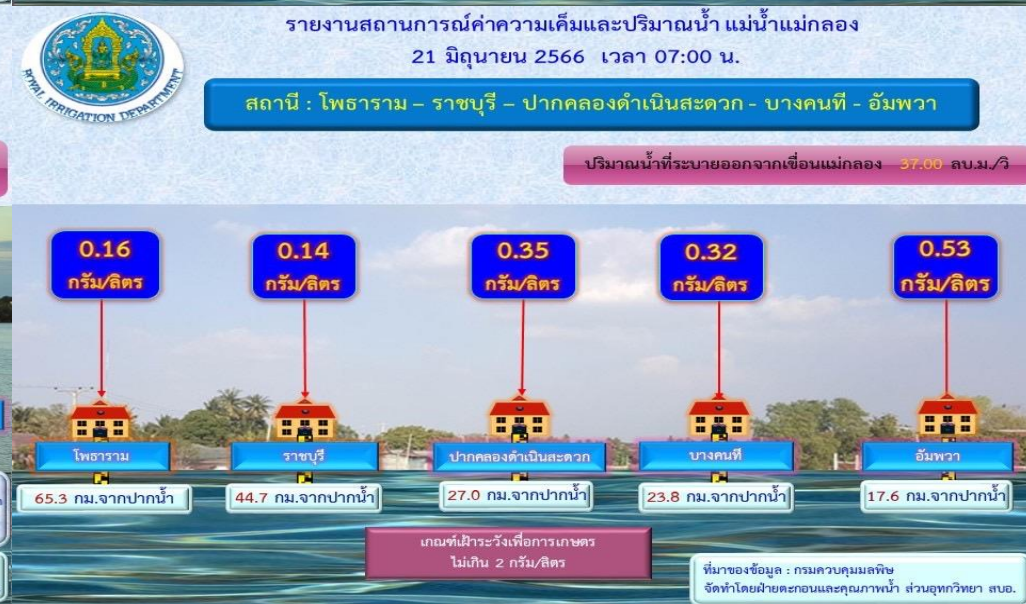 รายงานสถานการณ์ค่าความเค็มและปริมาณน้ำ แม่น้ำแม่กลอง
21 มิถุนายน 2566 เวลา 07:00 น.
ROYAL IRRIGATION DEPARTMENT
สถานี : โพธาราม – ราชบุรี – ปากคลองดำเนินสะดวก - บางคนที - อัมพวา
ปริมาณน้ำที่ระบายออกจากเขื่อนแม่กลอง 37.00 ลบ.ม./วิ
0.16
กรัม/ลิตร
0.14
กรัม/ลิตร
0.35
กรัม/ลิตร
0.32
กรัม/ลิตร
0.53
กรัม/ลิตร
โพธาราม
ราชบุรี
ปากคลองดำเนินสะดวก
บางคนที
อัมพวา
65.3 กม.จากปากน้ำ
44.7 กม.จากปากน้ำ
27.0 กม.จากปากน้ำ
23.8 กม.จากปากน้ำ
17.6 กม.จากปากน้ำ
เกณฑ์เฝ้าระวังเพื่อการเกษตร
ไม่เกิน 2 กรัม/ลิตร
ที่มาของข้อมูล : กรมควบคุมมลพิษ
จัดทำโดยฝ่ายตะกอนและคุณภาพน้ำ ส่วนอุทกวิทยา สบอ.